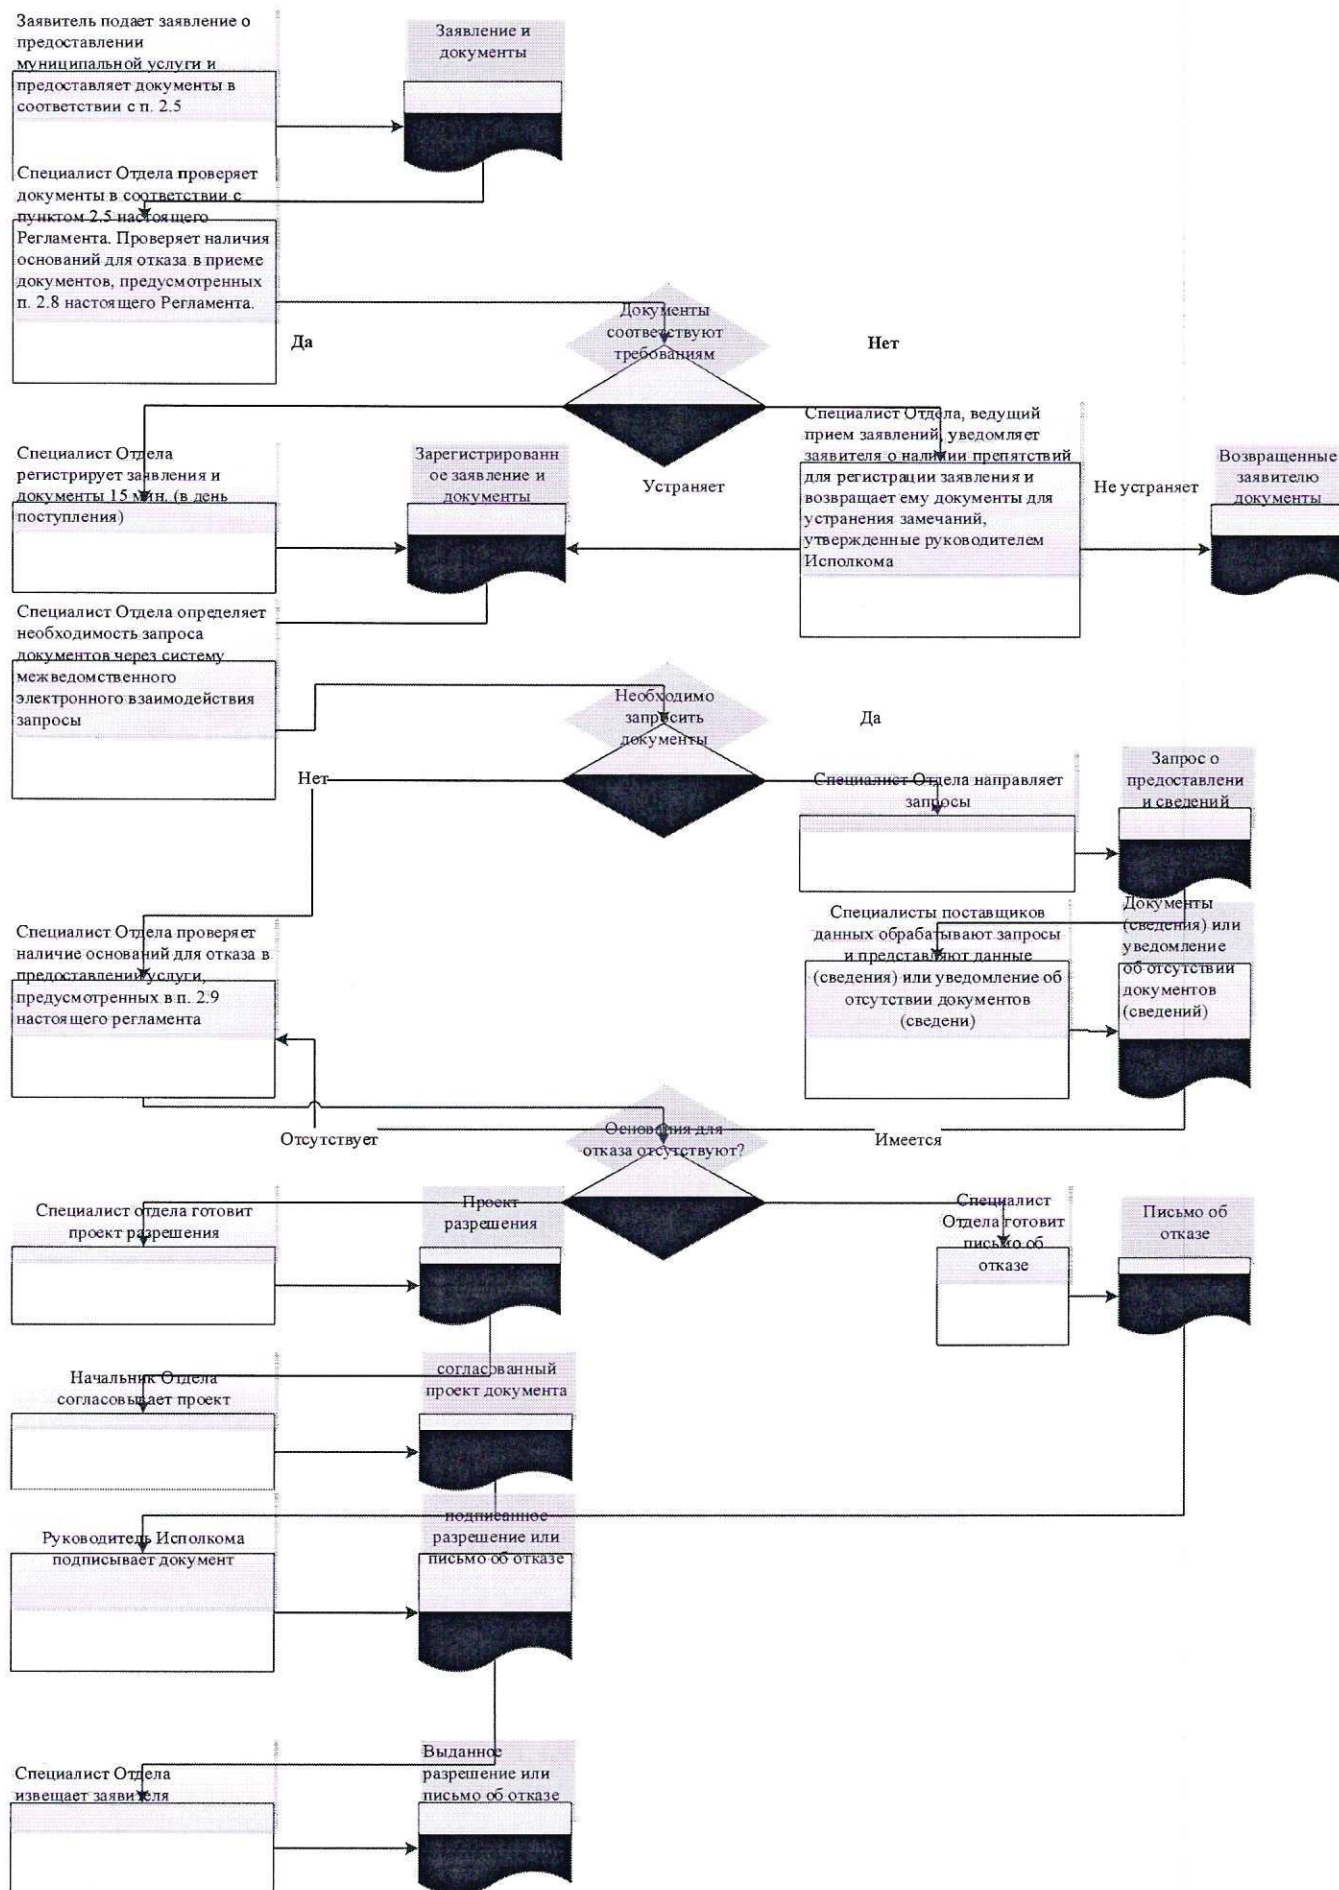 Заявитель подает заявление о
предоставлении
муниципальной услуги и
предоставляет документы в
соответствии с п. 2.5
Заявление и
документы
Специалист Отдела проверяет
документы в соответствии с
пунктом 2.5 настоящего
Регламента. Проверяет наличия
оснований для отказа в приеме
документов, предусмотренных
п. 2.8 настоящего Регламента.
Документы
соответствуют
требованиям
Да
Нет
Специалист Отдела
регистрирует заявления и
документы 15 мин. (в день
поступления)
Зарегистрированн
ое заявление и
документы
Устраняет
Специалист Отдела, ведущий
прием заявлений, уведомляет
заявителя о наличии препятствий
для регистрации заявления и
возвращает ему документы для
устранения замечаний,
утвержденные руководителем
Исполкома
Не устраняет
Возвращенные
заявителю
документы
Специалист Отдела определяет
необходимость запроса
документов через систему
межведомственного
электронного взаимодействия
запросы
Необходимо
запросить
документы
Да
Нет
Специалист Отдела направляет
запросы
Запрос о
предоставлени
и сведений
Специалист Отдела проверяет
наличие оснований для отказа в
предоставлении услуги,
предусмотренных в п. 2.9
настоящего регламента
Специалисты поставщиков
данных обрабатывают запросы
и представляют данные
(сведения) или уведомление об
отсутствии документов
(сведени)
Документы
(сведения) или
уведомление
об отсутствии
документов
(сведений)
Основания для
отказа отсутствуют?
Отсутствует
Имеется
Специалист отдела готовит
проект разрешения
Проект
разрешения
Специалист
Отдела готовит
письмо об
отказе
Письмо об
отказе
Начальник Отдела
согласовывает проект
согласованный
проект документа
Руководитель Исполкома
подписывает документ
подписанное
разрешение или
письмо об отказе
Специалист Отдела
извещает заявителя
Выданное
разрешение или
письмо об отказе